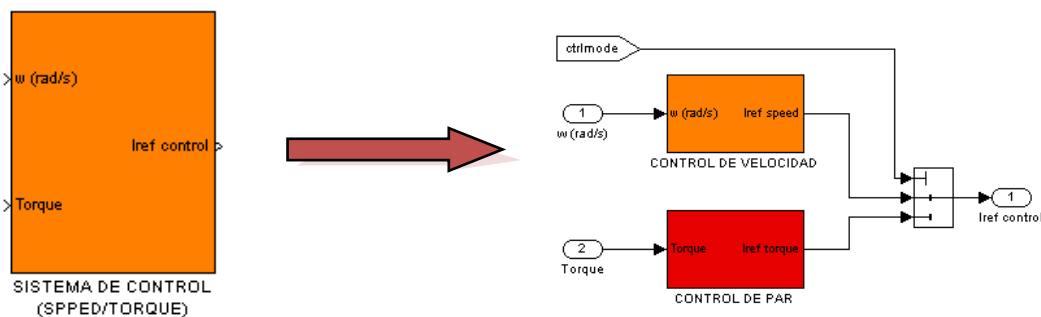 w (rad/s)
Iref control
Torque
SISTEMA DE CONTROL
(SPPED/TORQUE)
ctrlmode
1
w (rad/s)
w (rad/s)
Iref speed
CONTROL DE VELOCIDAD
1
Iref control
2
Torque
Torque
Iref torque
CONTROL DE PAR